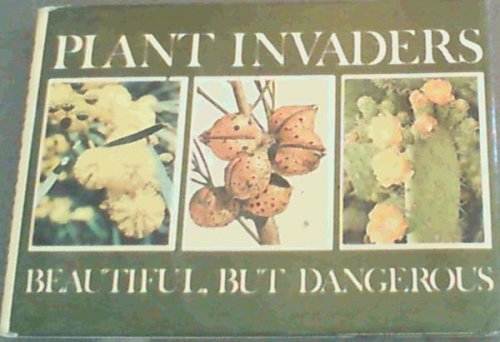 PLANT INVADERS
BEAUTIFUL, BUT DANGEROUS